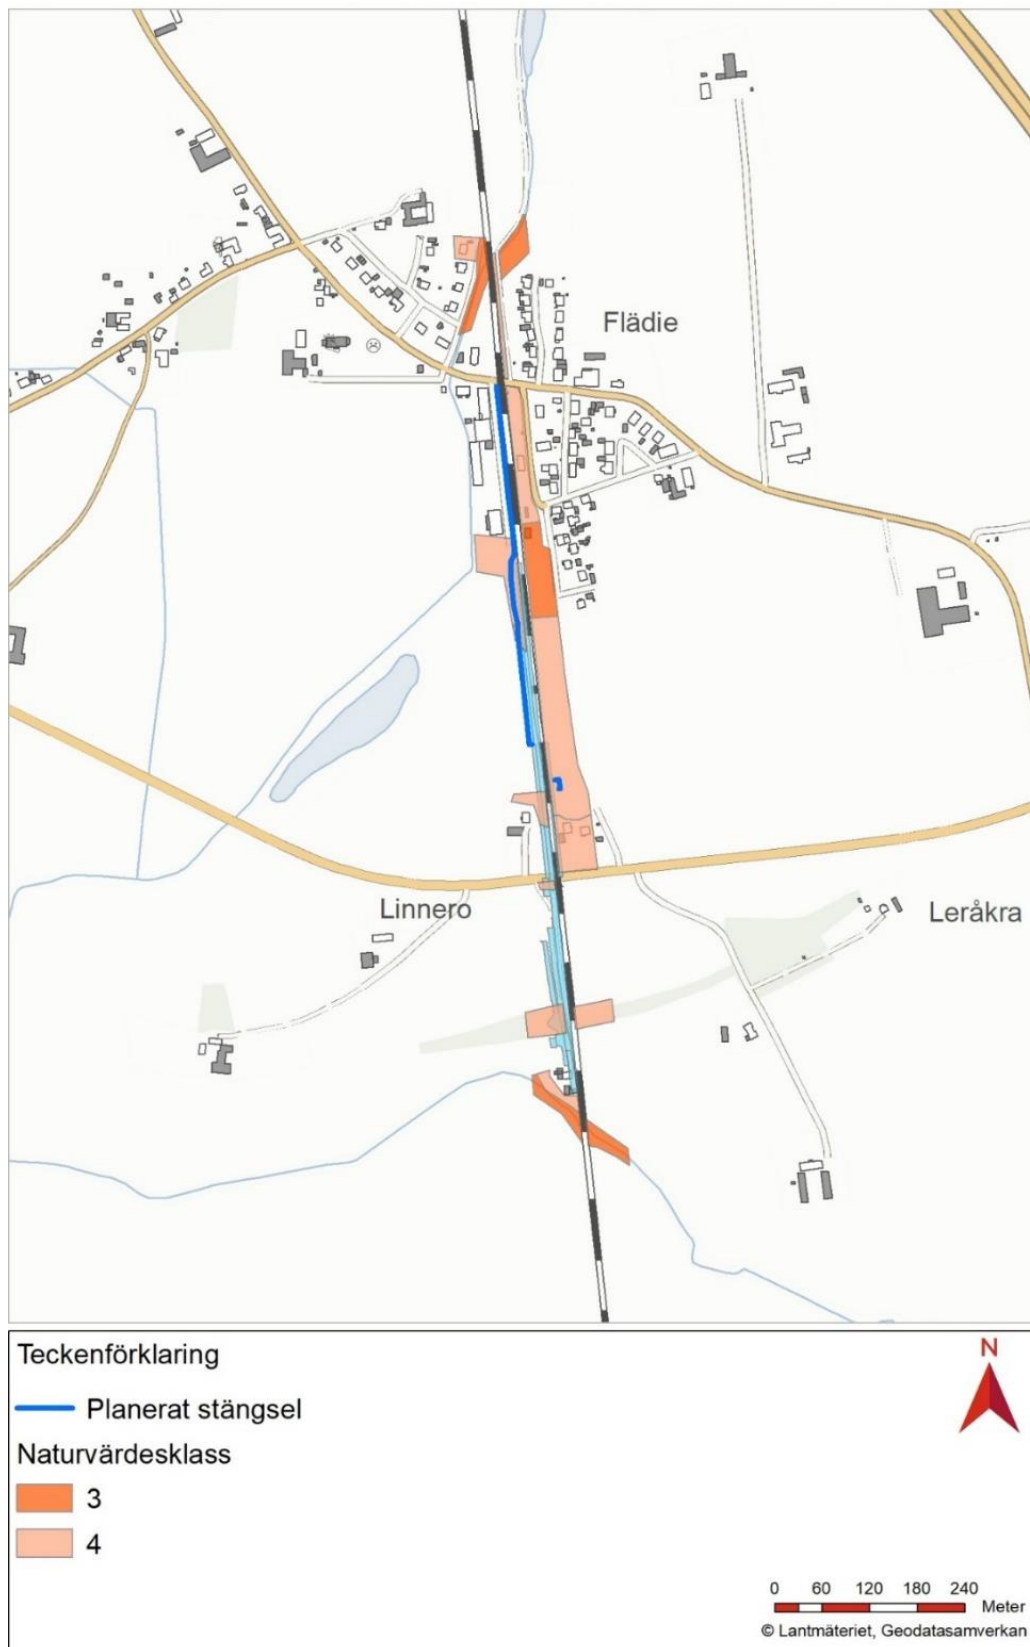 Flädie
Linnero
Leråkra
Teckenförklaring
Planerat stängsel
Naturvärdesklass
3
4
N
0 60 120 180 240
Meter
© Lantmäteriet, Geodatasamverkan